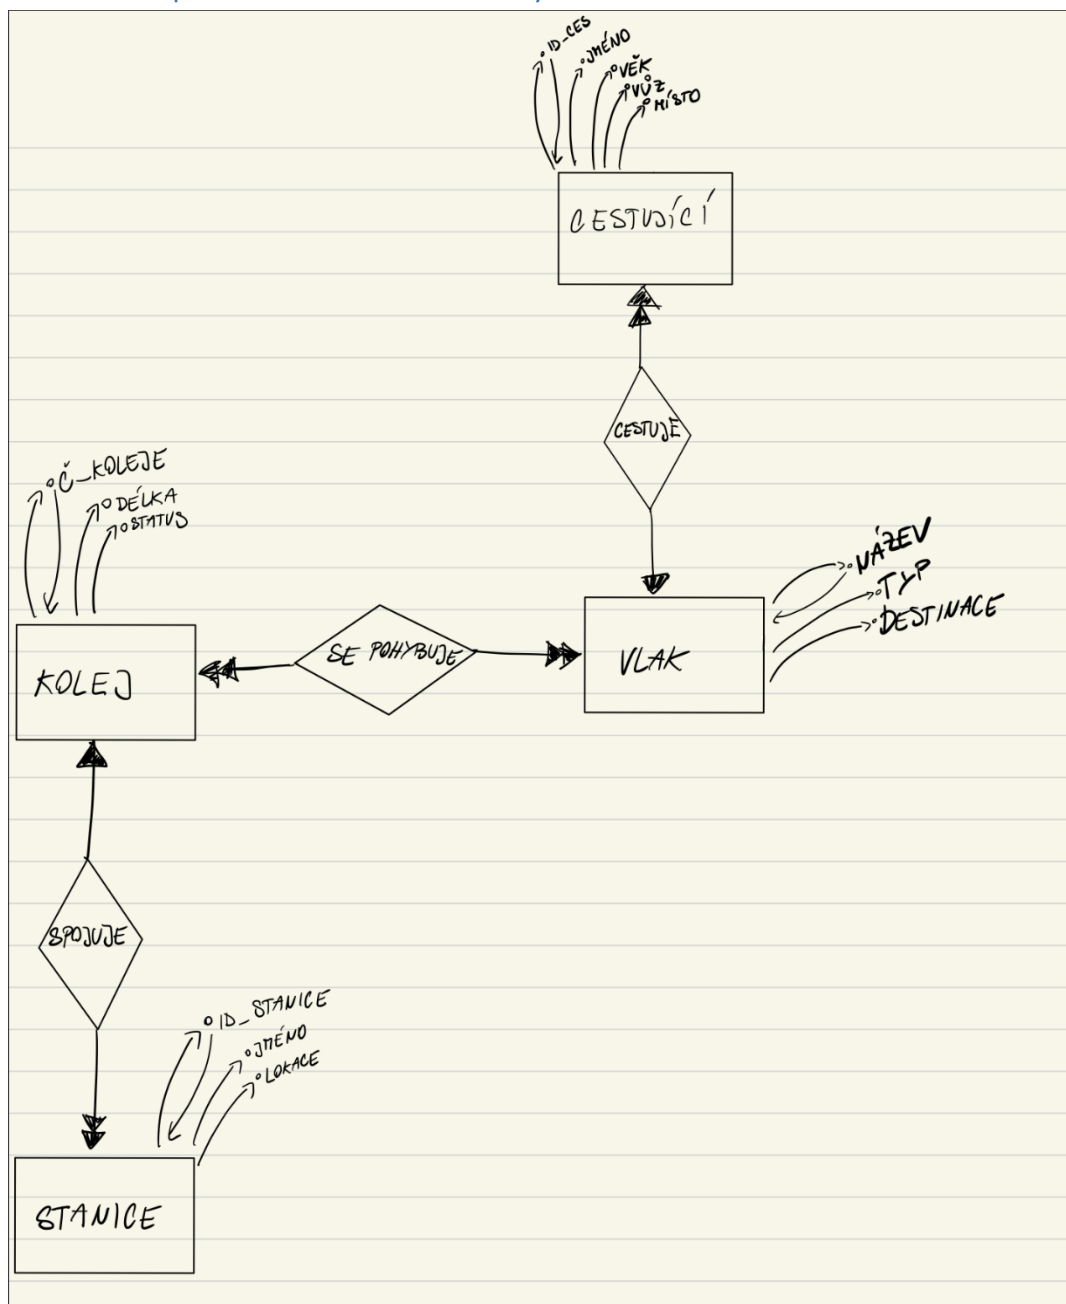 ID_CES
JMÉNO
VĚK
VŮZ
MÍSTO
CESTUJÍCÍ
CESTUJE
Č_KOLEJE
DÉLKA
STATUS
NÁZEV
TYP
DESTINACE
KOLEJ
SE POHYBUJE
VLAK
SPOJUJE
ID_STANICE
JMÉNO
LOKACE
STANICE